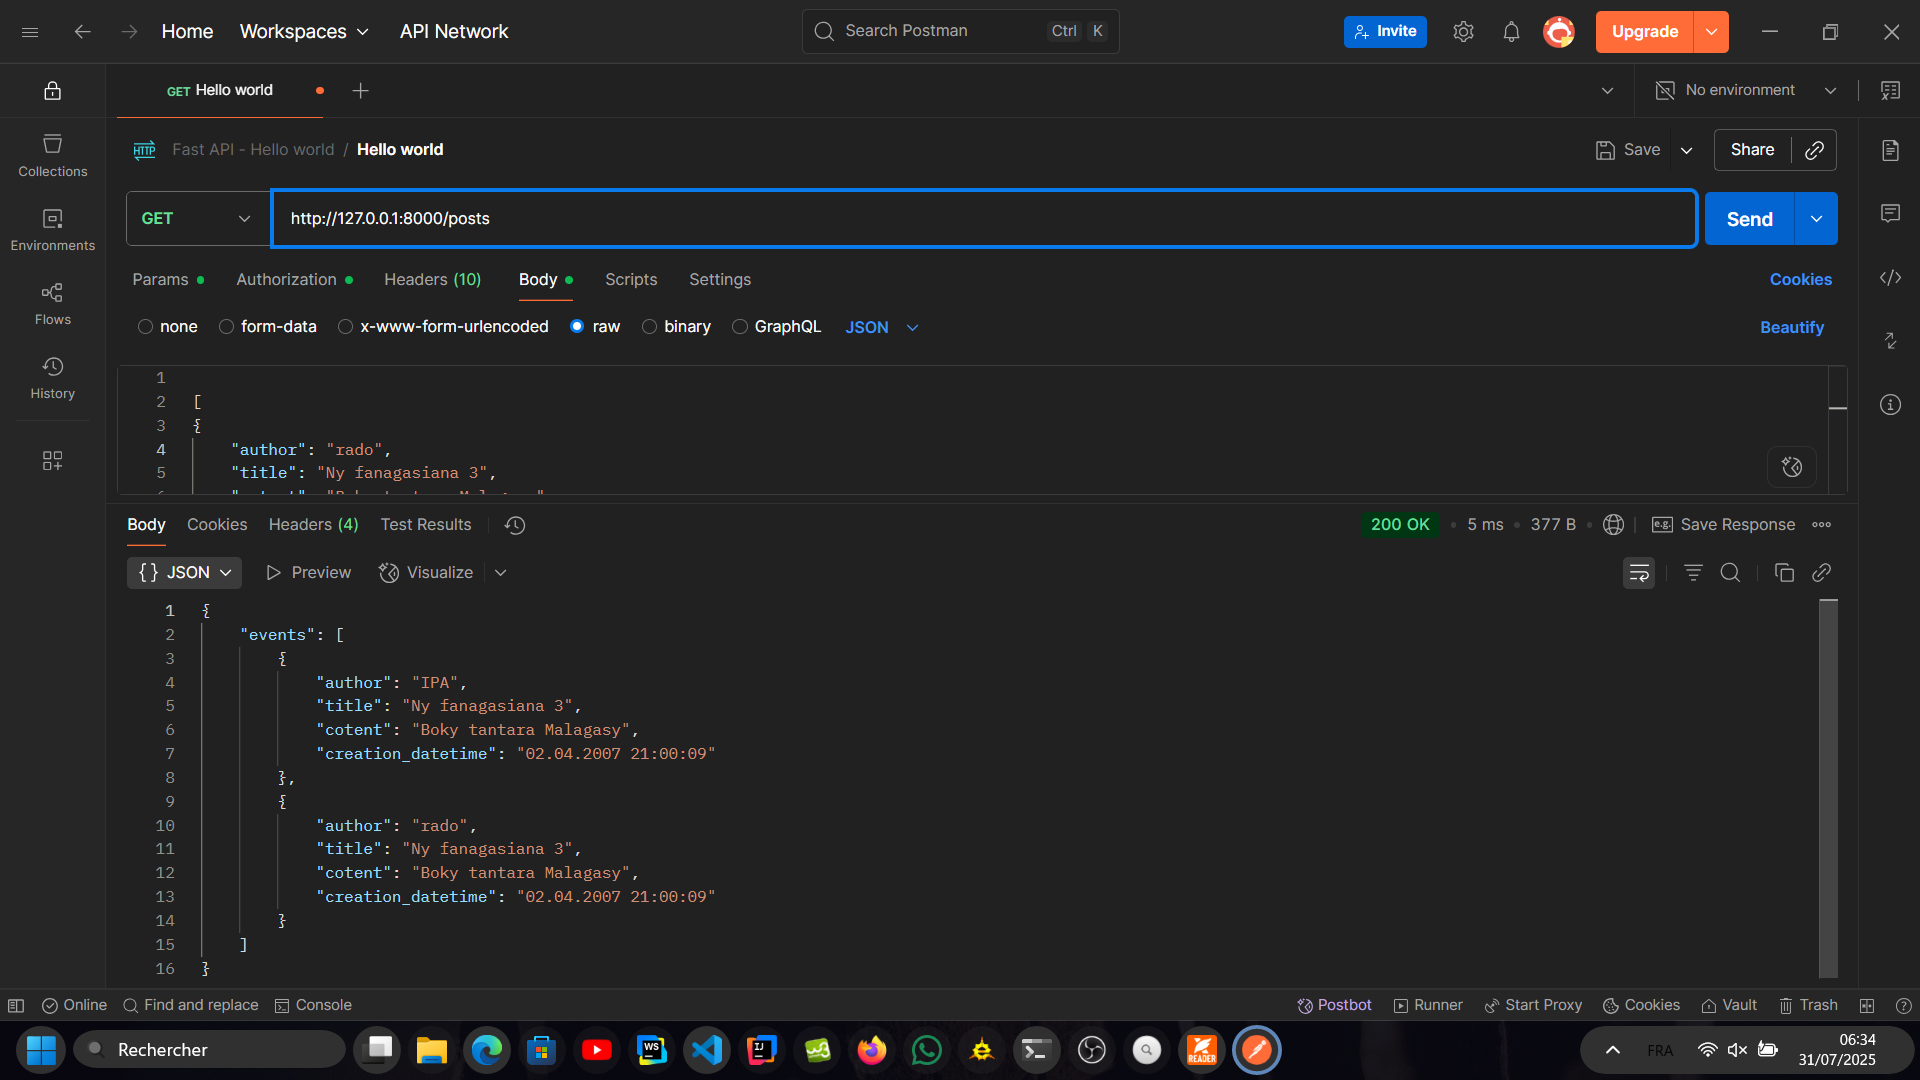 Home Workspaces API Network
Search Postman Ctrl K
Invite
Upgrade
GET Hello world
No environment
Collections
Environments
Flows
History
HTTP Fast API - Hello world / Hello world
Save
Share
GET
http://127.0.0.1:8000/posts
Send
Params Authorization Headers (10) Body Scripts Settings
Cookies
none form-data x-www-form-urlencoded raw binary GraphQL JSON
Beautify
1
2 [
3 {
4 "author": "rado",
5 "title": "Ny fanagasiana 3",
Body Cookies Headers (4) Test Results
200 OK • 5 ms • 377 B •
e.g. Save Response
{} JSON Preview Visualize
1 {
2 "events": [
3 {
4 "author": "IPA",
5 "title": "Ny fanagasiana 3",
6 "cotent": "Boky tantara Malagasy",
7 "creation_datetime": "02.04.2007 21:00:09"
8 },
9 {
10 "author": "rado",
11 "title": "Ny fanagasiana 3",
12 "cotent": "Boky tantara Malagasy",
13 "creation_datetime": "02.04.2007 21:00:09"
14 }
15 ]
16 }
Online Find and replace Console
Postbot Runner Start Proxy Cookies Vault Trash
Rechercher
WS
IJ
READER
FRA
06:34
31/07/2025